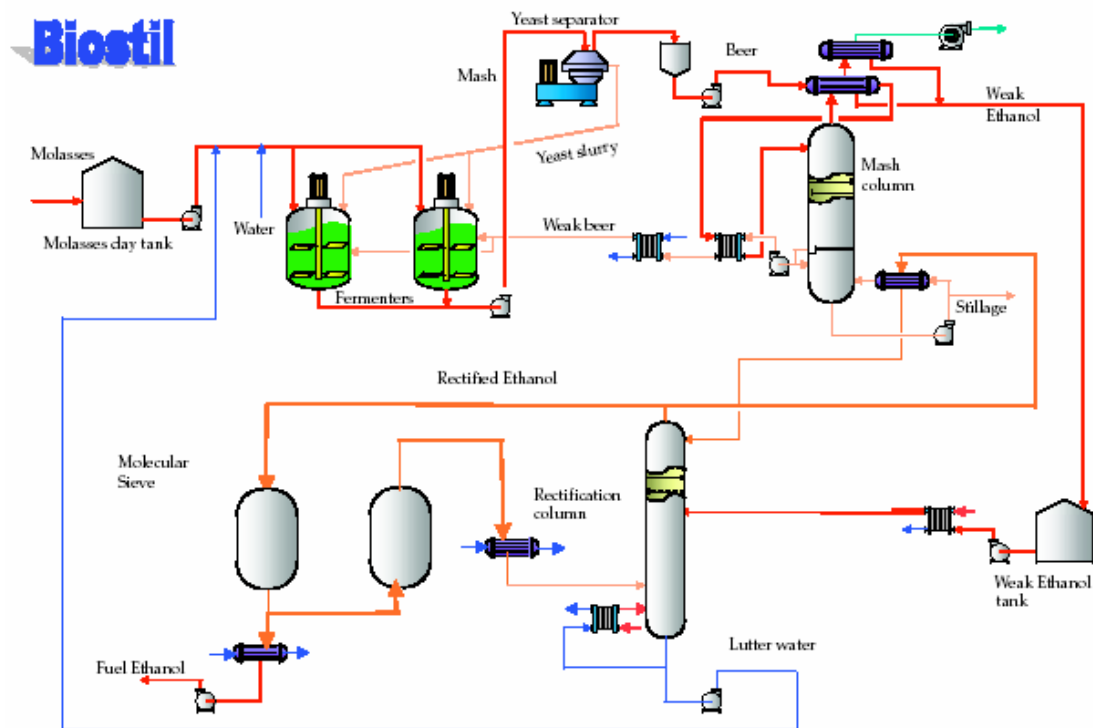 Biostil
Yeast separator
Mash
Beer
Weak
Ethanol
Molasses
Yeast slurry
Mash
column
Water
Weak beer
Molasses day tank
Fermenters
Stillage
Rectified Ethanol
Molecular
Sieve
Rectification
column
Weak Ethanol
tank
Lutter water
Fuel Ethanol